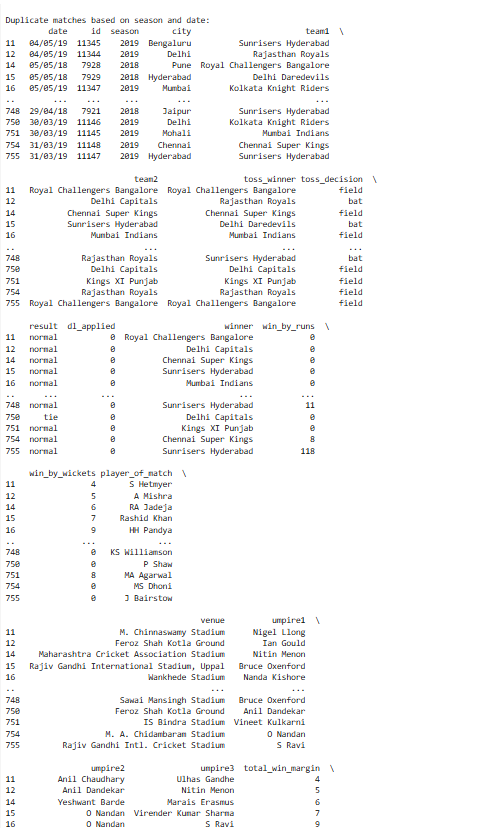 Duplicate matches based on season and date:
date id season city team1 \
11 04/05/19 11345 2019 Bengaluru Sunrisers Hyderabad
12 04/05/19 11344 2019 Delhi Rajasthan Royals
14 05/05/18 7928 2018 Pune Royal Challengers Bangalore
15 05/05/18 7929 2018 Hyderabad Delhi Daredevils
16 05/05/19 11347 2019 Mumbai Kolkata Knight Riders
.. ... ... ... ... ...
748 29/04/18 7921 2018 Jaipur Sunrisers Hyderabad
750 30/03/19 11146 2019 Delhi Kolkata Knight Riders
751 30/03/19 11145 2019 Mohali Mumbai Indians
754 31/03/19 11148 2019 Chennai Chennai Super Kings
755 31/03/19 11147 2019 Hyderabad Sunrisers Hyderabad
team2 toss_winner toss_decision \
11 Royal Challengers Bangalore Royal Challengers Bangalore field
12 Delhi Capitals Rajasthan Royals bat
14 Chennai Super Kings Chennai Super Kings field
15 Sunrisers Hyderabad Delhi Daredevils bat
16 Mumbai Indians Mumbai Indians field
.. ... ... ...
748 Rajasthan Royals Sunrisers Hyderabad bat
750 Delhi Capitals Delhi Capitals field
751 Kings XI Punjab Kings XI Punjab field
754 Rajasthan Royals Rajasthan Royals field
755 Royal Challengers Bangalore Royal Challengers Bangalore field
result dl_applied winner win_by_runs \
11 normal 0 Royal Challengers Bangalore 0
12 normal 0 Delhi Capitals 0
14 normal 0 Chennai Super Kings 0
15 normal 0 Sunrisers Hyderabad 0
16 normal 0 Mumbai Indians 0
.. ... ... ... ...
748 normal 0 Sunrisers Hyderabad 11
750 tie 0 Delhi Capitals 0
751 normal 0 Kings XI Punjab 0
754 normal 0 Chennai Super Kings 8
755 normal 0 Sunrisers Hyderabad 118
win_by_wickets player_of_match \
11 4 S Hetmyer
12 5 A Mishra
14 6 RA Jadeja
15 7 Rashid Khan
16 9 HH Pandya
.. ... ...
748 0 KS Williamson
750 0 P Shaw
751 8 MA Agarwal
754 0 MS Dhoni
755 0 J Bairstow
venue umpire1 \
11 M. Chinnaswamy Stadium Nigel Llong
12 Feroz Shah Kotla Ground Ian Gould
14 Maharashtra Cricket Association Stadium Nitin Menon
15 Rajiv Gandhi International Stadium, Uppal Bruce Oxenford
16 Wankhede Stadium Nanda Kishore
.. ... ...
748 Sawai Mansingh Stadium Bruce Oxenford
750 Feroz Shah Kotla Ground Anil Dandekar
751 IS Bindra Stadium Vineet Kulkarni
754 M. A. Chidambaram Stadium O Nandan
755 Rajiv Gandhi Intl. Cricket Stadium S Ravi
umpire2 umpire3 total_win_margin \
11 Anil Chaudhary Ulhas Gandhe 4
12 Anil Dandekar Nitin Menon 5
14 Yeshwant Barde Marais Erasmus 6
15 O Nandan Virender Kumar Sharma 7
16 O Nandan S Ravi 9